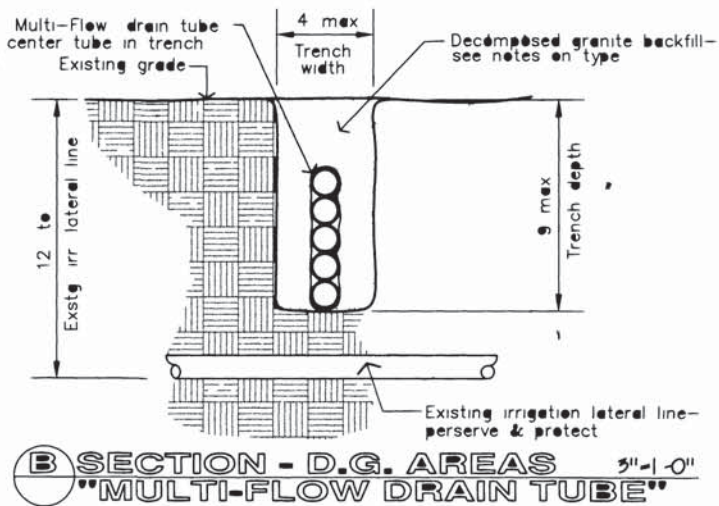 Multi-Flow drain tube
center tube in trench
Existing grade
4 max
Trench
width
Decomposed granite backfill-
see notes on type
12 to
Exstg irr lateral line
9 max
Trench depth
Existing irrigation lateral line-
perserve & protect
B SECTION - D.G. AREAS 3"-1-0"
"MULTI-FLOW DRAIN TUBE"